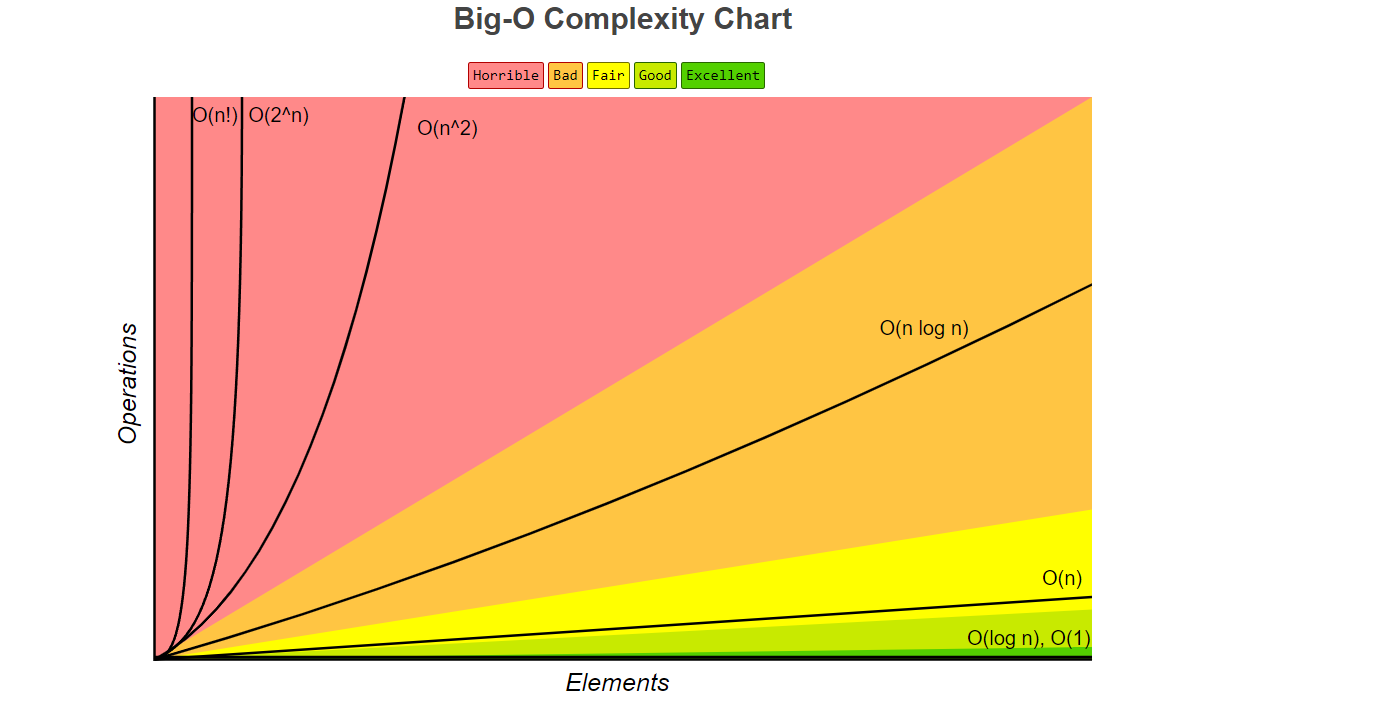 Big-O Complexity Chart
Horrible Bad Fair Good Excellent
O(n!) O(2^n)
O(n^2)
O(n log n)
Operations
O(n)
O(log n), O(1)
Elements